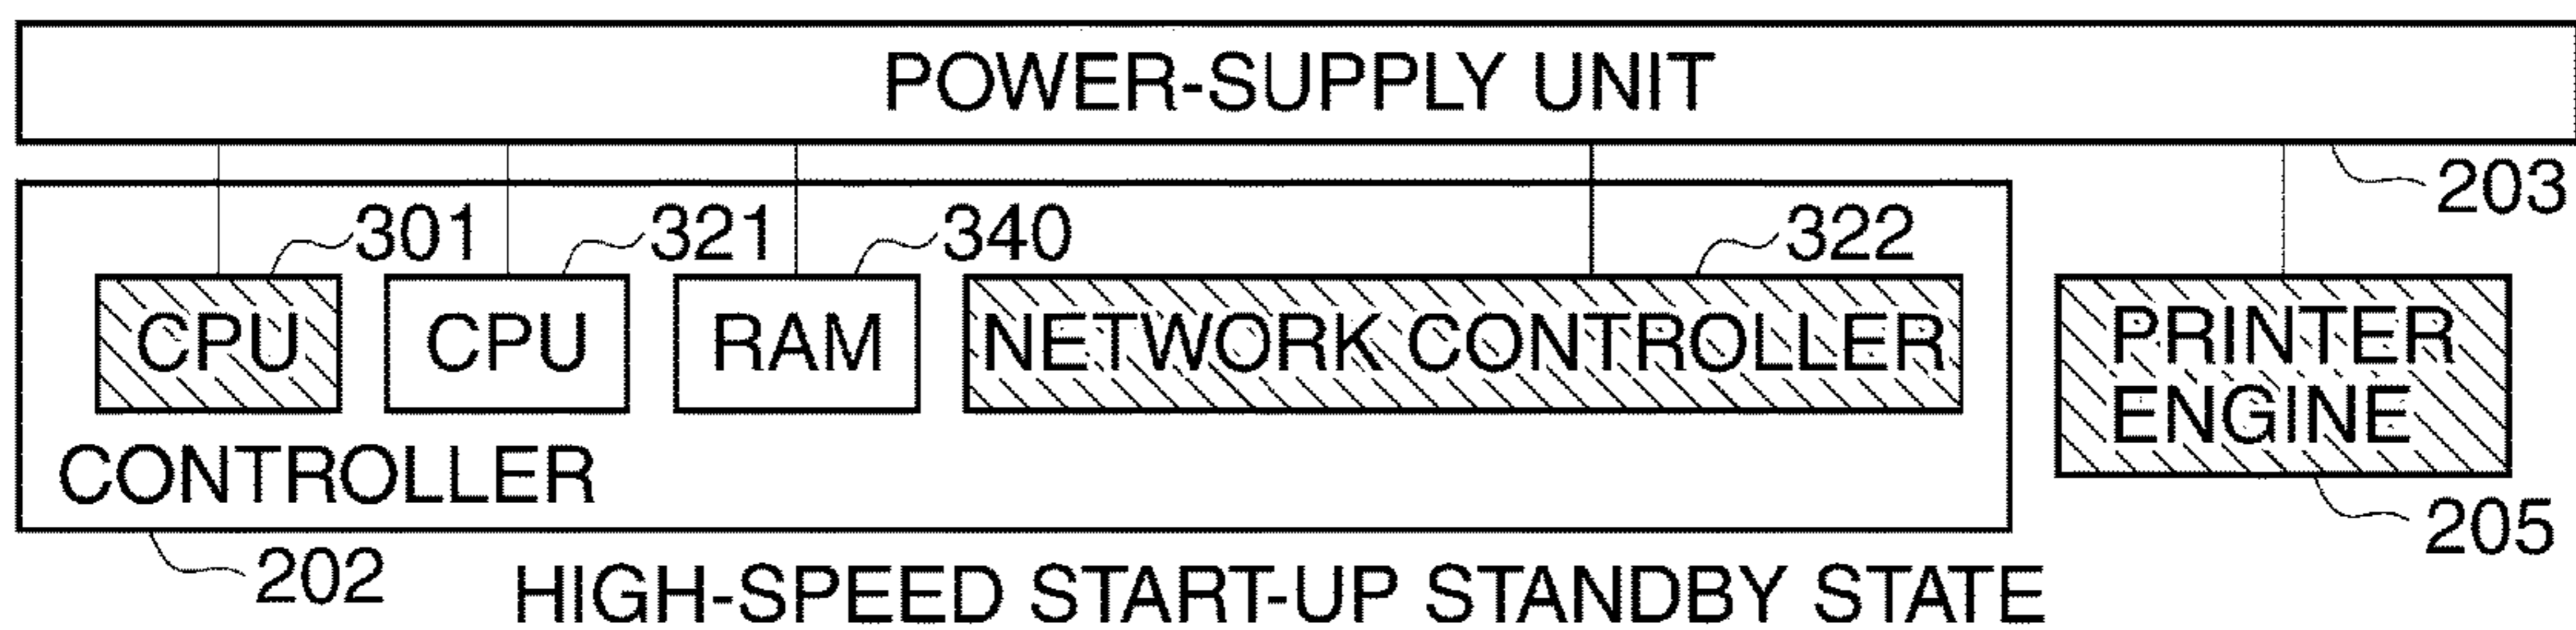 POWER-SUPPLY UNIT
203
301
321
340
322
CPU
CPU
RAM
NETWORK CONTROLLER
PRINTER
ENGINE
CONTROLLER
205
202
HIGH-SPEED START-UP STANDBY STATE